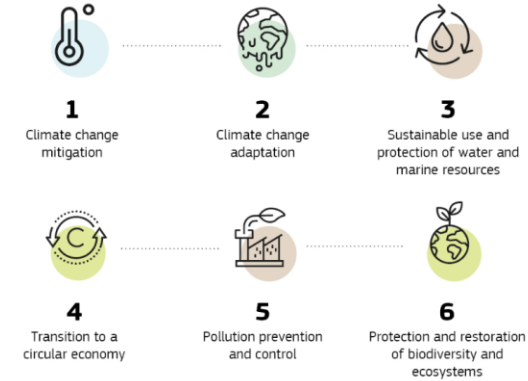 1
Climate change
mitigation
2
Climate change
adaptation
3
Sustainable use and
protection of water and
marine resources
C
4
Transition to a
circular economy
5
Pollution prevention
and control
6
Protection and restoration
of biodiversity and
ecosystems